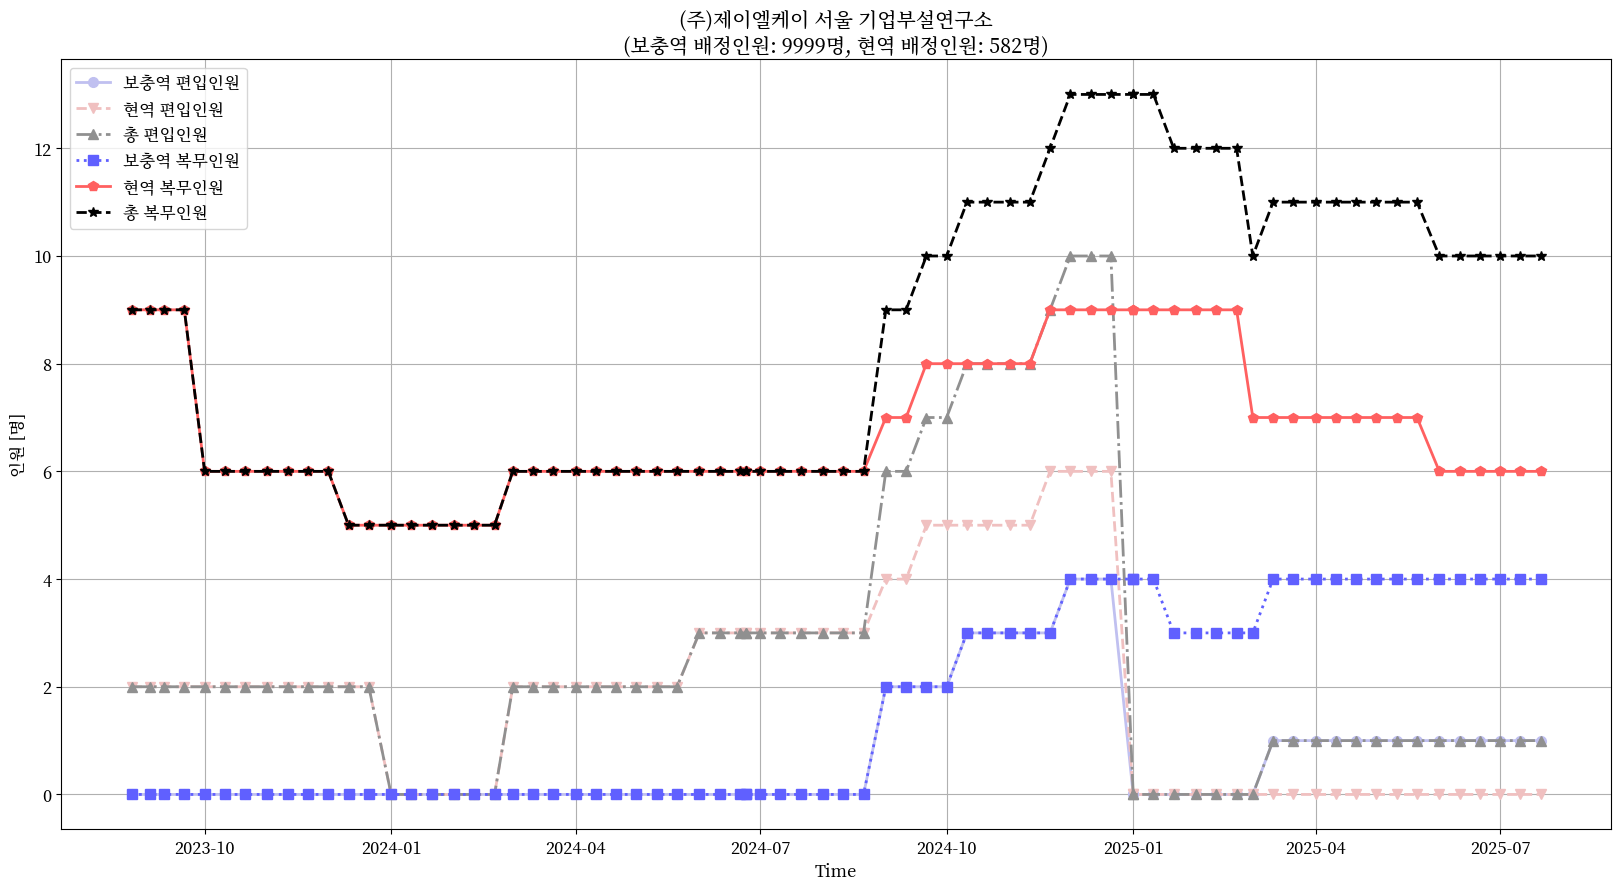 (주)제이엘케이 서울 기업부설연구소
(보충역 배정인원: 9999명, 현역 배정인원: 582명)
보충역 편입인원
현역 편입인원
총 편입인원
보충역 복무인원
현역 복무인원
총 복무인원
인원 [명]
12
10
8
6
4
2
0
2023-10
2024-01
2024-04
2024-07
2024-10
2025-01
2025-04
2025-07
Time